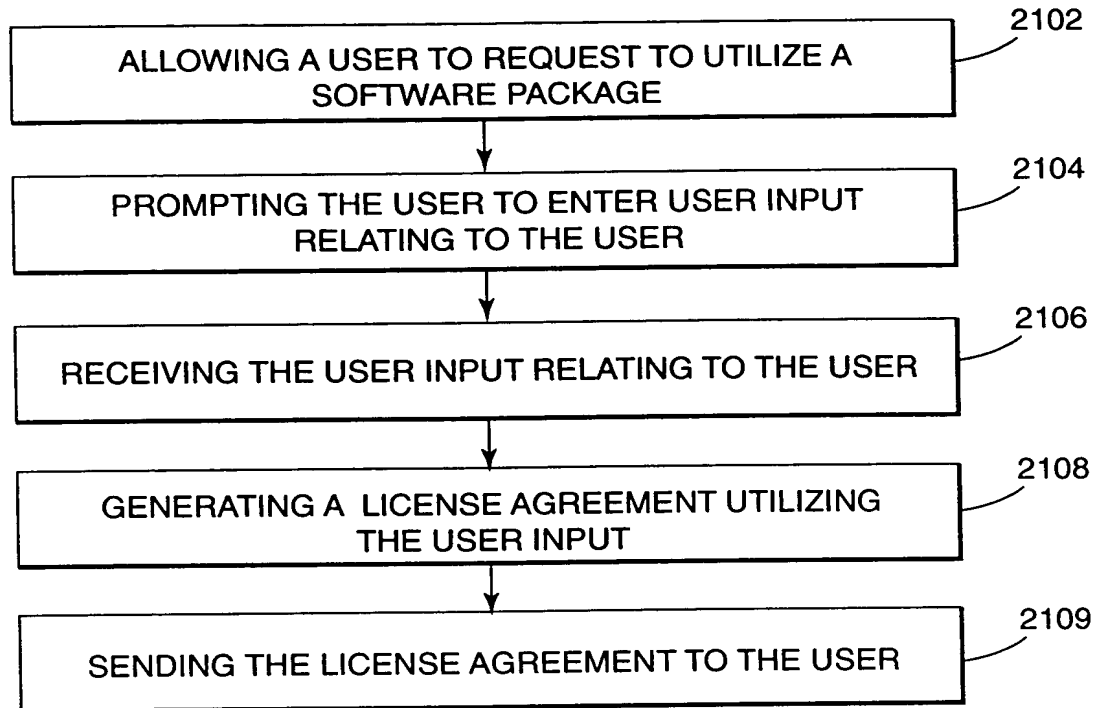 2102
ALLOWING A USER TO REQUEST TO UTILIZE A
SOFTWARE PACKAGE
2104
PROMPTING THE USER TO ENTER USER INPUT
RELATING TO THE USER
2106
RECEIVING THE USER INPUT RELATING TO THE USER
2108
GENERATING A LICENSE AGREEMENT UTILIZING
THE USER INPUT
2109
SENDING THE LICENSE AGREEMENT TO THE USER